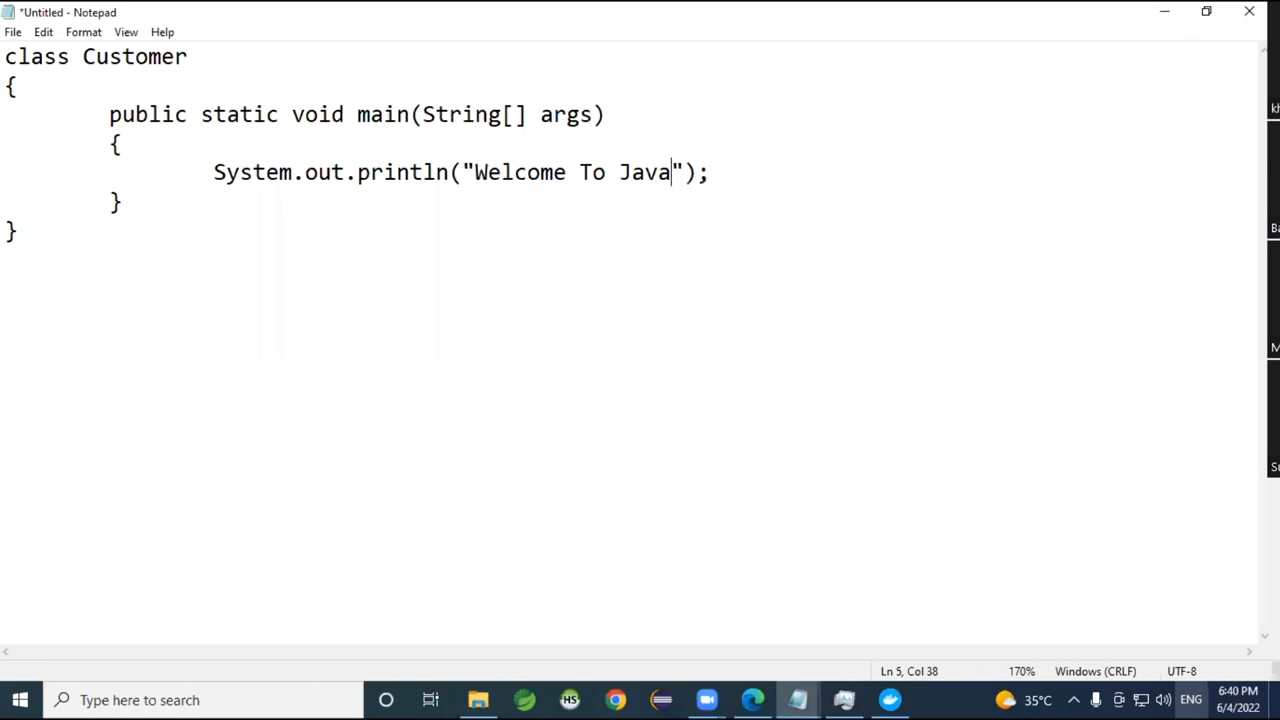 *Untitled - Notepad
File Edit Format View Help
class Customer
{
public static void main(String[] args)
{
System.out.println("Welcome To Java");
}
}
Ln 5, Col 38 170% Windows (CRLF) UTF-8
Type here to search
HS
35°C ENG 6:40 PM
6/4/2022